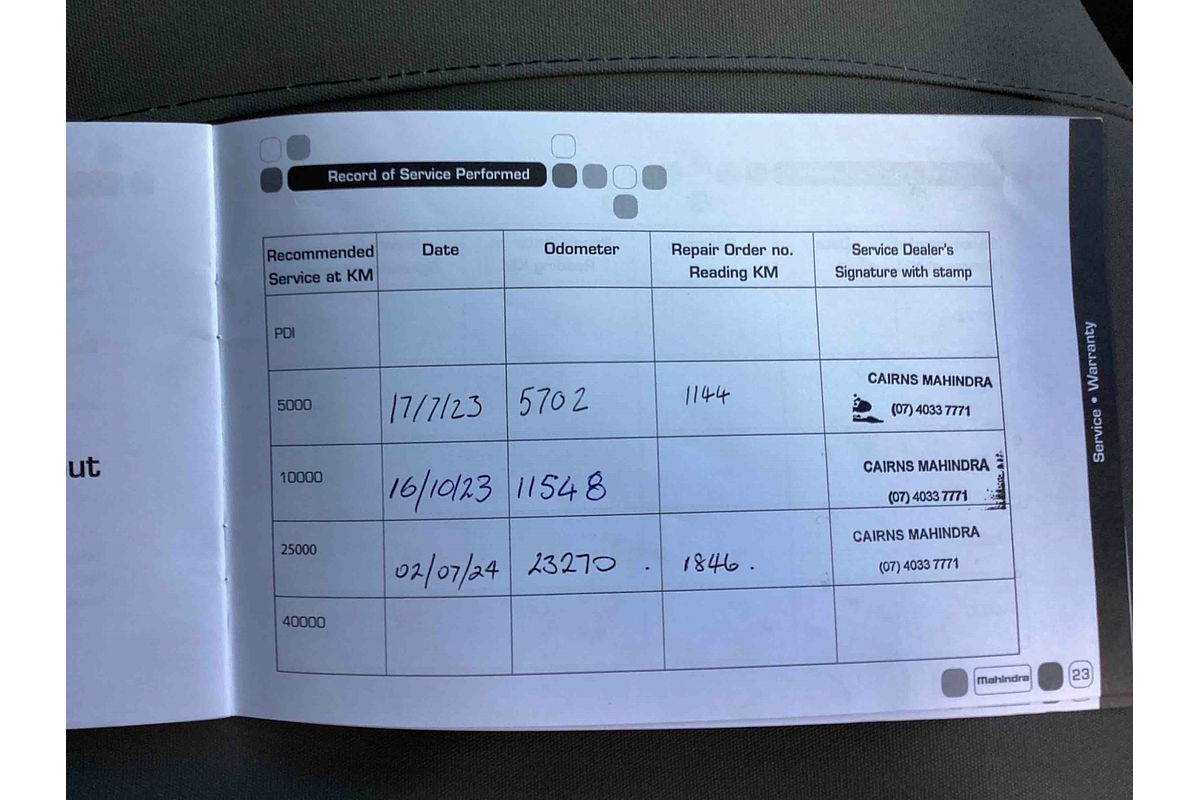 ut
Record of Service Performed
Recommended Service at KM Date Odometer Repair Order no. Reading KM Service Dealer's Signature with stamp
PDI
5000 17/7/23 5702 1144 CAIRNS MAHINDRA (07) 4033 7771
10000 16/10/23 11548 CAIRNS MAHINDRA (07) 4033 7771
25000 02/07/24 23270 . 1846 . CAIRNS MAHINDRA (07) 4033 7771
40000
Service • Warranty
Mahindra 23